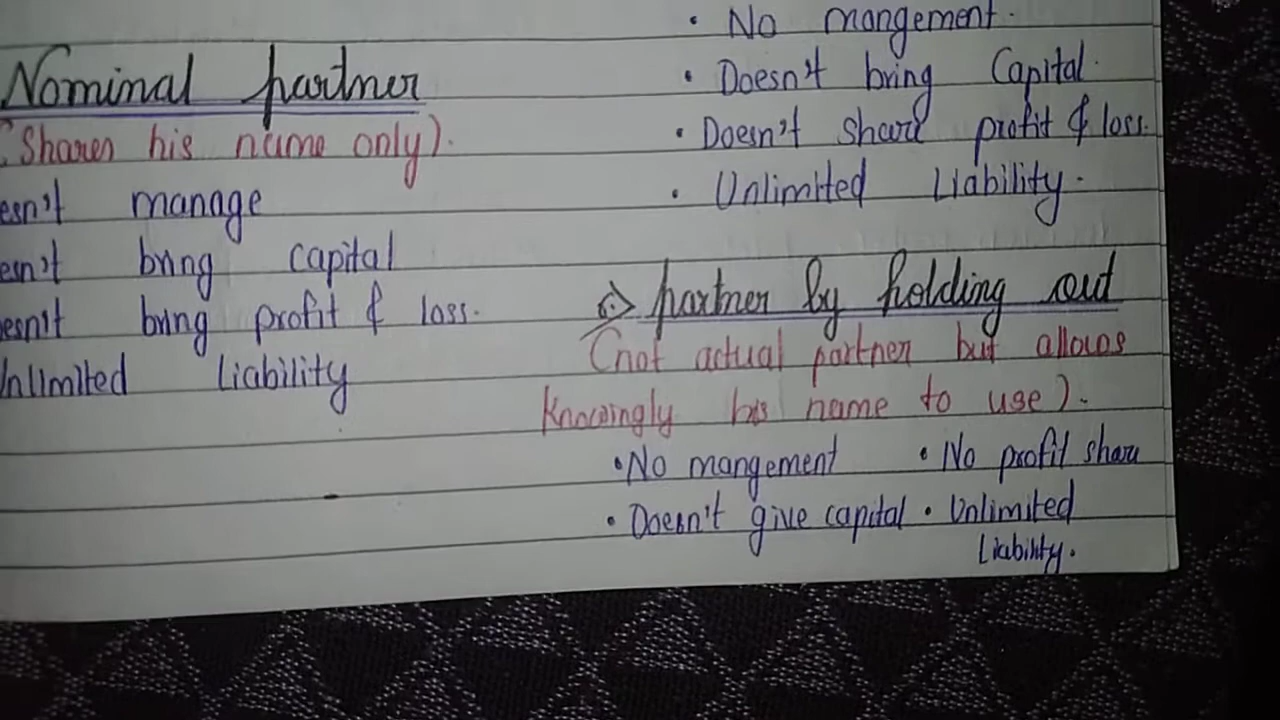 Nominal partner
(Shares his name only).
esn't manage
esn't bring capital
esn't bring profit & loss.
Unlimited Liability
• No mangement.
• Doesn't bring Capital.
• Doesn't share profit & loss.
• Unlimited Liability.
6) partner by holding out
(not actual partner but allows
Knowingly his name to use).
• No mangement • No profit share
• Doesn't give capital • Unlimited
Liability.